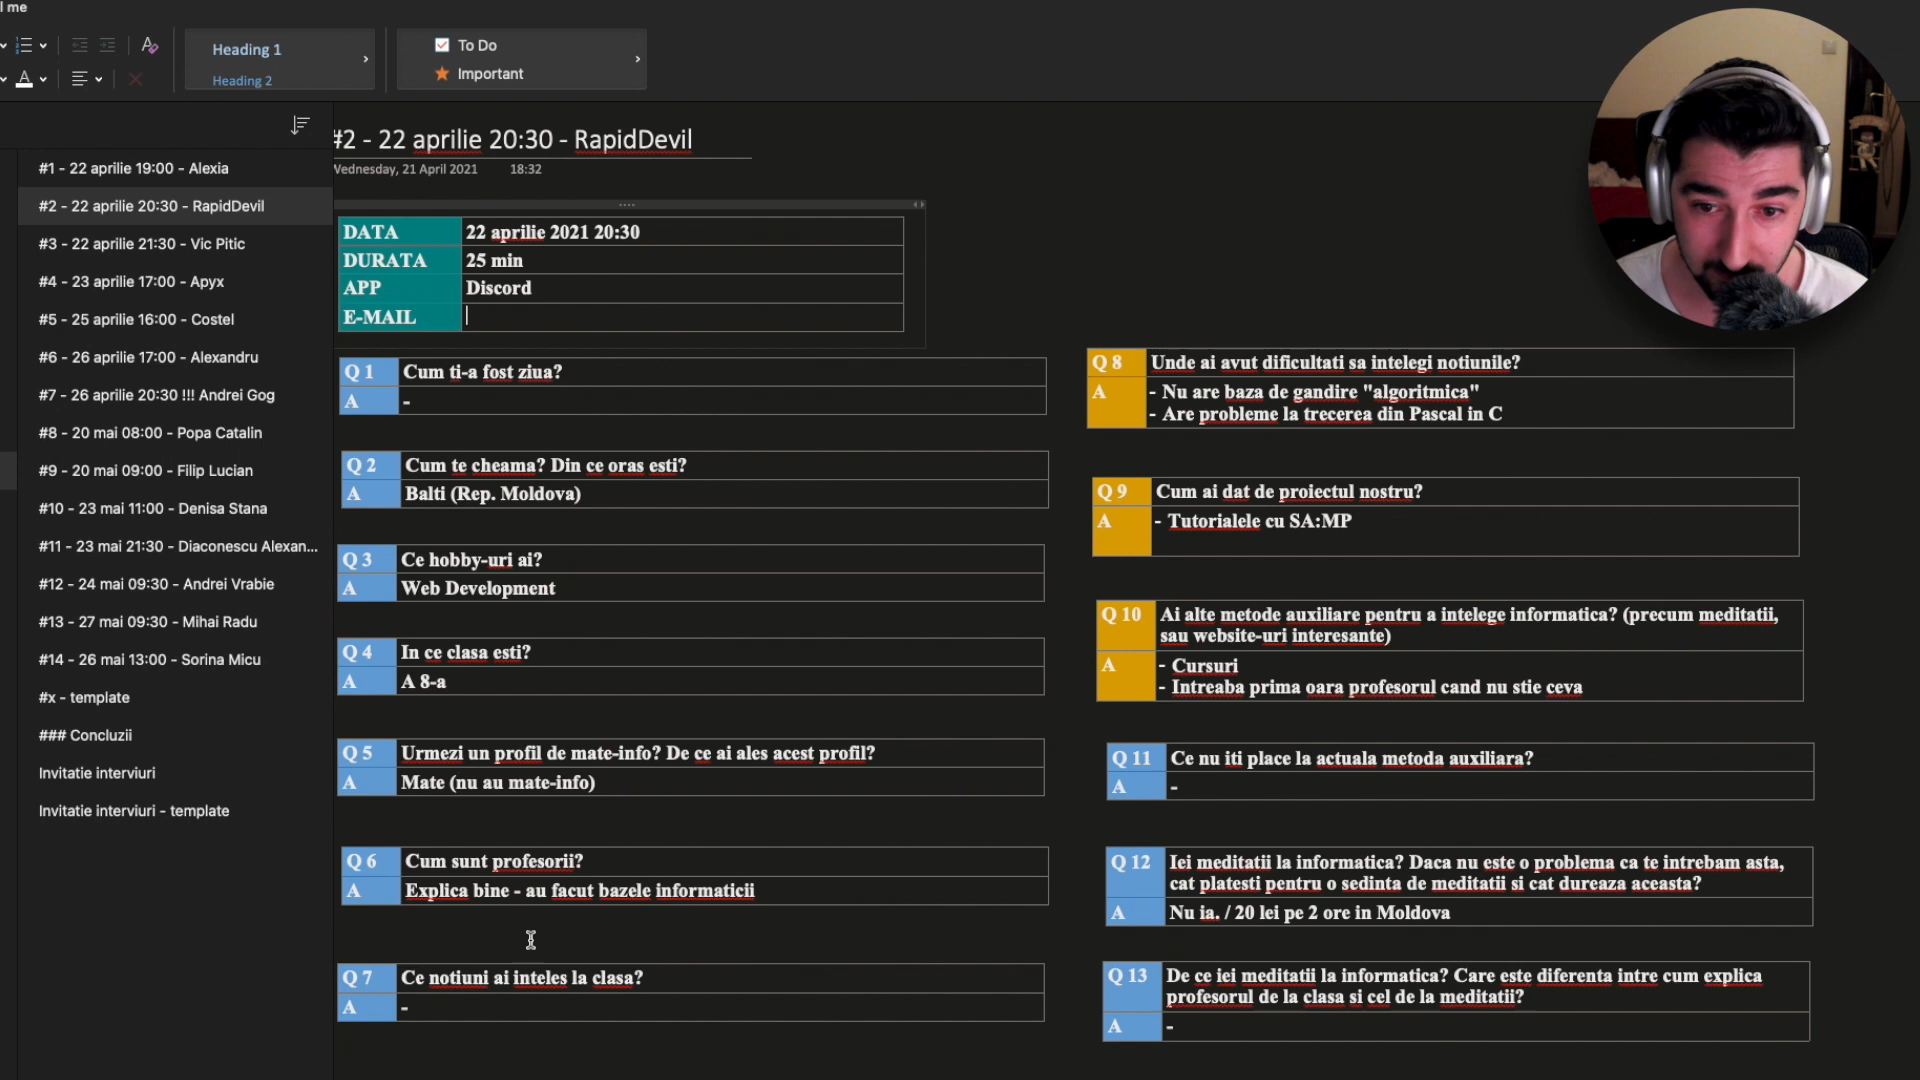 l me
Heading 1
Heading 2
To Do
Important
#1 - 22 aprilie 19:00 - Alexia
#2 - 22 aprilie 20:30 - RapidDevil
#3 - 22 aprilie 21:30 - Vic Pitic
#4 - 23 aprilie 17:00 - Apyx
#5 - 25 aprilie 16:00 - Costel
#6 - 26 aprilie 17:00 - Alexandru
#7 - 26 aprilie 20:30 !!! Andrei Gog
#8 - 20 mai 08:00 - Popa Catalin
#9 - 20 mai 09:00 - Filip Lucian
#10 - 23 mai 11:00 - Denisa Stana
#11 - 23 mai 21:30 - Diaconescu Alexan...
#12 - 24 mai 09:30 - Andrei Vrabie
#13 - 27 mai 09:30 - Mihai Radu
#14 - 26 mai 13:00 - Sorina Micu
#x - template
### Concluzii
Invitatie interviuri
Invitatie interviuri - template
#2 - 22 aprilie 20:30 - RapidDevil
Wednesday, 21 April 2021 18:32
DATA 22 aprilie 2021 20:30
DURATA 25 min
APP Discord
E-MAIL
Q 1 Cum ti-a fost ziua?
A -
Q 2 Cum te cheama? Din ce oras esti?
A Balti (Rep. Moldova)
Q 3 Ce hobby-uri ai?
A Web Development
Q 4 In ce clasa esti?
A A 8-a
Q 5 Urmezi un profil de mate-info? De ce ai ales acest profil?
A Mate (nu au mate-info)
Q 6 Cum sunt profesorii?
A Explica bine - au facut bazele informaticii
Q 7 Ce notiuni ai inteles la clasa?
A -
Q 8 Unde ai avut dificultati sa intelegi notiunile?
A - Nu are baza de gandire "algoritmica"
- Are probleme la trecerea din Pascal in C
Q 9 Cum ai dat de proiectul nostru?
A - Tutorialele cu SA:MP
Q 10 Ai alte metode auxiliare pentru a intelege informatica? (precum meditatii,
sau website-uri interesante)
A - Cursuri
- Intreaba prima oara profesorul cand nu stie ceva
Q 11 Ce nu iti place la actuala metoda auxiliara?
A -
Q 12 Iei meditatii la informatica? Daca nu este o problema ca te intrebam asta,
cat platesti pentru o sedinta de meditatii si cat dureaza aceasta?
A Nu ia. / 20 lei pe 2 ore in Moldova
Q 13 De ce iei meditatii la informatica? Care este diferenta intre cum explica
profesorul de la clasa si cel de la meditatii?
A -